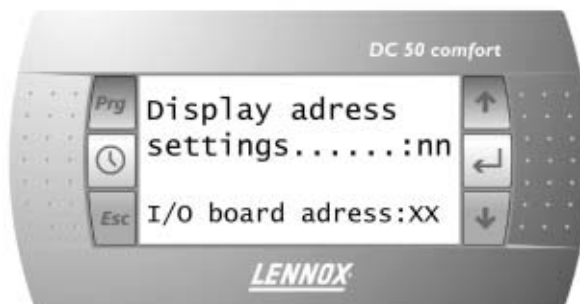 DC 50 comfort
Prg
Display adress
settings......:nn
Esc
I/O board adress:XX
LENNOX